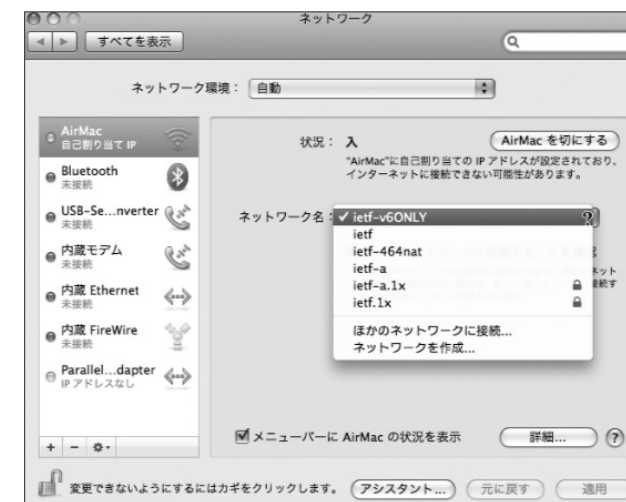 ネットワーク
すべてを表示
ネットワーク環境： 自動
AirMac
自己割り当て IP
Bluetooth
未接続
USB-Se...nverter
未接続
内蔵モデム
未接続
内蔵 Ethernet
未接続
内蔵 FireWire
未接続
Parallel...dapter
IP アドレスなし
状況： 入
AirMac を切にする
"AirMac"に自己割り当ての IP アドレスが設定されており、
インターネットに接続できない可能性があります。
ネットワーク名： ✓ ietf-v6ONLY
ietf
ietf-464nat
ietf-a
ietf-a.1x
ietf.1x
ほかのネットワークに接続...
ネットワークを作成...
ネット
接続す
メニューバーに AirMac の状況を表示
詳細... ?
+ −
変更できないようにするにはカギをクリックします。
アシスタント... 元に戻す 適用